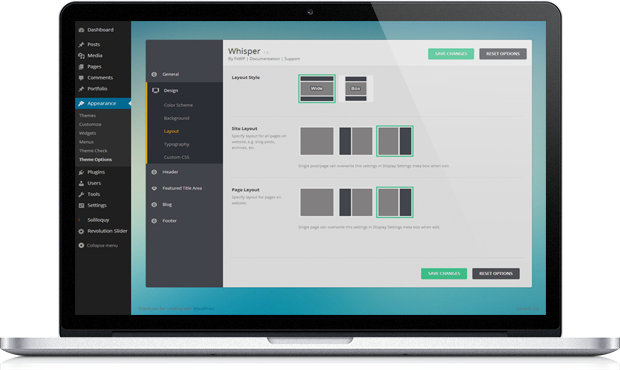 Dashboard
Posts
Media
Pages
Comments
Portfolio
Appearance
Themes
Customize
Widgets
Menus
Theme Check
Theme Options
Plugins
Users
Tools
Settings
Soliloquy
Revolution Slider
Collapse menu
General
Design
Color Scheme
Background
Layout
Typography
Custom CSS
Header
Featured Title Area
Blog
Footer
Whisper
By FitWP | Documentation | Support
SAVE CHANGES
RESET OPTIONS
Layout Style
Wide
Box
Site Layout
Specify layout for all pages on
website, e.g. blog posts,
archives, etc.
Single post/page can overwrite this settings in Display Settings meta box when edit.
Page Layout
Specify layout for pages on
website.
Single page can overwrite this settings in Display Settings meta box when edit.
SAVE CHANGES
RESET OPTIONS